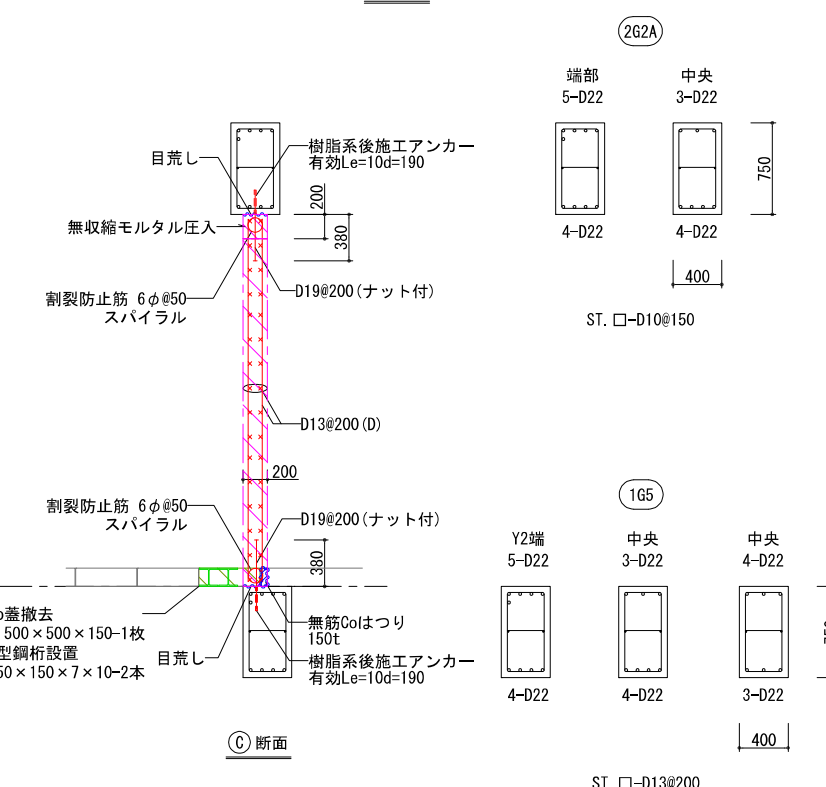 2G2A
端部
5-D22
中央
3-D22
750
4-D22
4-D22
400
ST. □-D10@150
目荒し
樹脂系後施工アンカー
有効Le=10d=190
200
380
無収縮モルタル圧入
割裂防止筋 6φ@50
スパイラル
D19@200(ナット付)
D13@200(D)
200
割裂防止筋 6φ@50
スパイラル
D19@200(ナット付)
380
蓋撤去
500×500×150-1枚
型鋼桁設置
50×150×7×10-2本
目荒し
無筋Coはつり
150t
樹脂系後施工アンカー
有効Le=10d=190
C 断面
1G5
Y2端
5-D22
中央
3-D22
中央
4-D22
4-D22
4-D22
3-D22
400
ST. □-D13@200